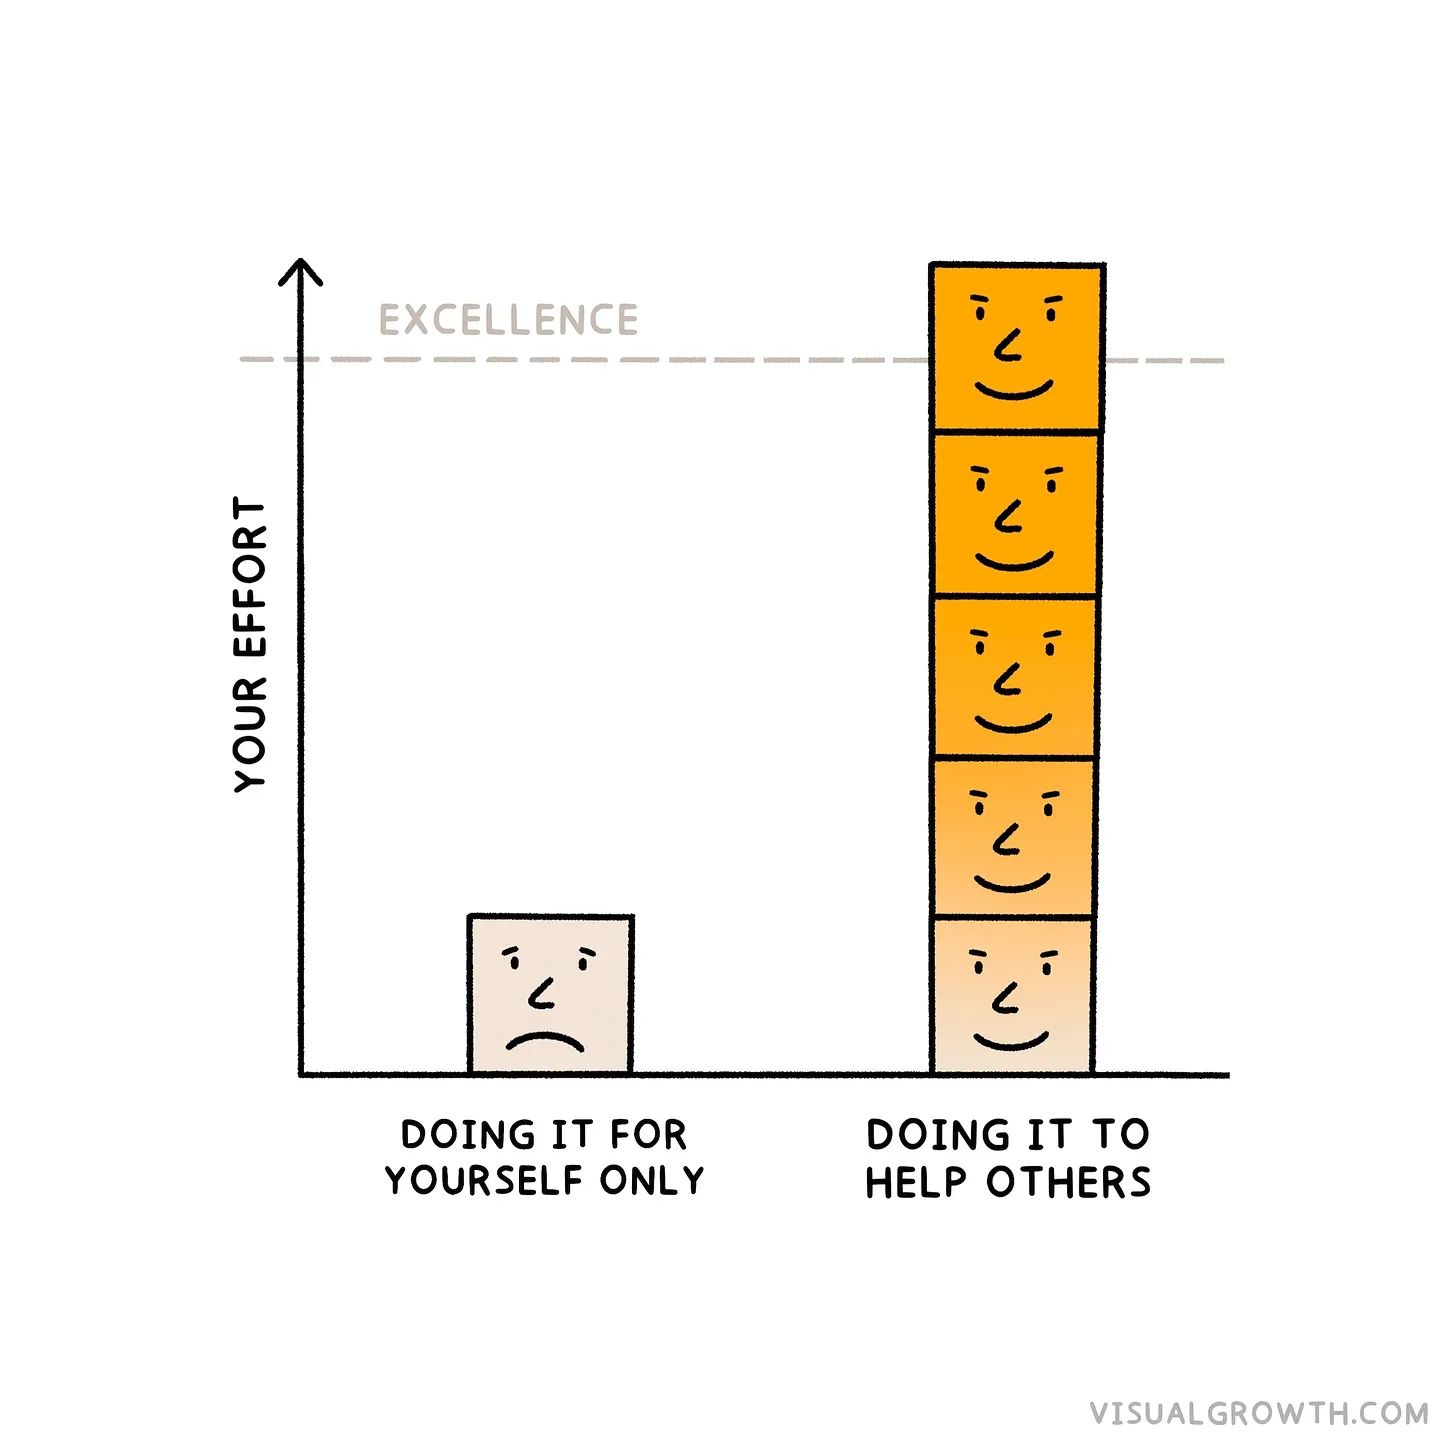 EXCELLENCE
YOUR EFFORT
DOING IT FOR
YOURSELF ONLY
DOING IT TO
HELP OTHERS
VISUALGROWTH.COM